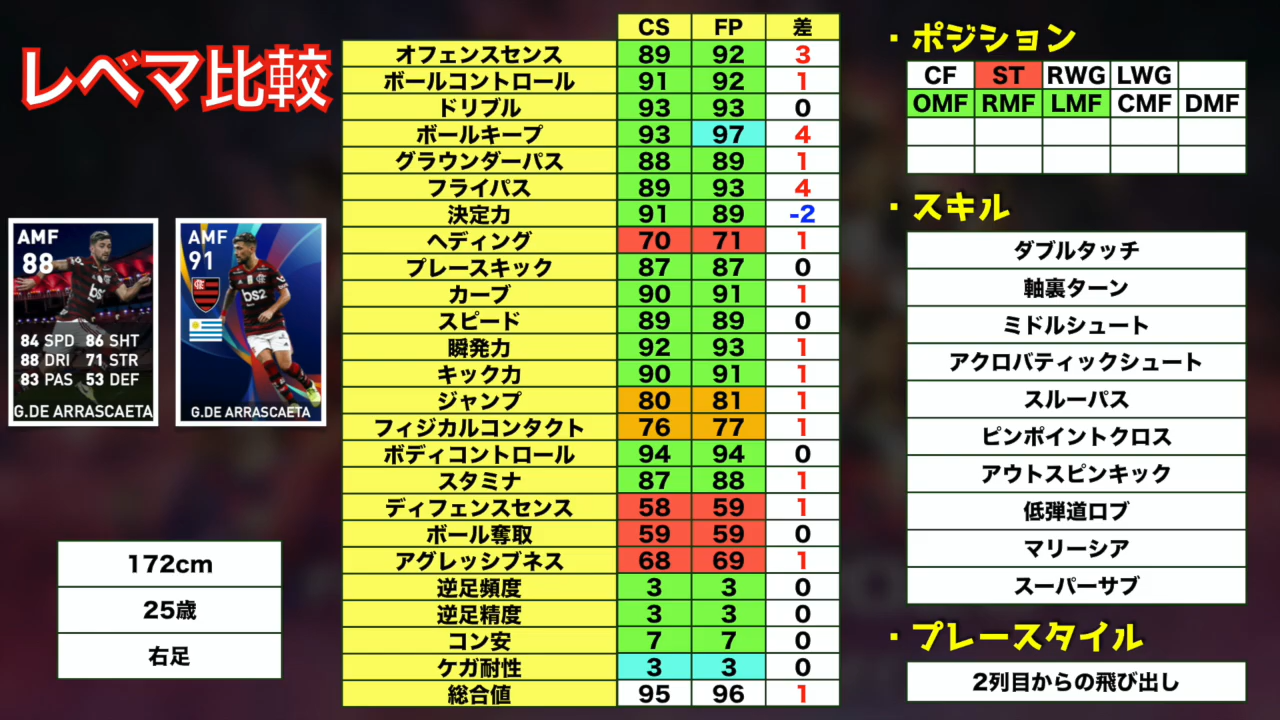 レベマ比較
AMF
88
84 SPD 86 SHT
88 DRI 71 STR
83 PAS 53 DEF
G.DE ARRASCAETA
AMF
91
bs2
G.DE ARRASCAETA
172cm
25歳
右足
CS FP 差
オフェンスセンス 89 92 3
ボールコントロール 91 92 1
ドリブル 93 93 0
ボールキープ 93 97 4
グラウンダーパス 88 89 1
フライパス 89 93 4
決定力 91 89 -2
ヘディング 70 71 1
プレースキック 87 87 0
カーブ 90 91 1
スピード 89 89 0
瞬発力 92 93 1
キック力 90 91 1
ジャンプ 80 81 1
フィジカルコンタクト 76 77 1
ボディコントロール 94 94 0
スタミナ 87 88 1
ディフェンスセンス 58 59 1
ボール奪取 59 59 0
アグレッシブネス 68 69 1
逆足頻度 3 3 0
逆足精度 3 3 0
コン安 7 7 0
ケガ耐性 3 3 0
総合値 95 96 1
・ポジション
CF ST RWG LWG
OMF RMF LMF CMF DMF
・スキル
ダブルタッチ
軸裏ターン
ミドルシュート
アクロバティックシュート
スルーパス
ピンポイントクロス
アウトスピンキック
低弾道ロブ
マリーシア
スーパーサブ
・プレースタイル
2列目からの飛び出し